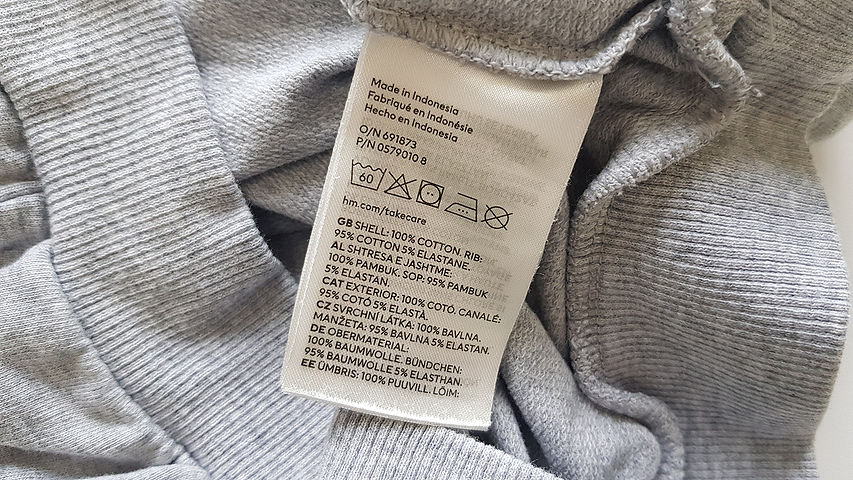 Made in Indonesia
Fabriqué en Indonésie
Hecho en Indonesia
O/N 691873
P/N 0579010 8
60
hm.com/takecare
GB SHELL: 100% COTTON. RIB:
95% COTTON 5% ELASTANE.
AL SHTRESA E JASHTME:
100% PAMBUK. SOP: 95% PAMBUK
5% ELASTAN.
CAT EXTERIOR: 100% COTÓ. CANALÉ:
95% COTÓ 5% ELASTÀ.
CZ SVRCHNÍ LÁTKA: 100% BAVLNA.
MANŽETA: 95% BAVLNA 5% ELASTAN.
DE OBERMATERIAL:
100% BAUMWOLLE. BÜNDCHEN:
95% BAUMWOLLE 5% ELASTHAN.
EE ÜMBRIS: 100% PUUVILL. LÕIM: